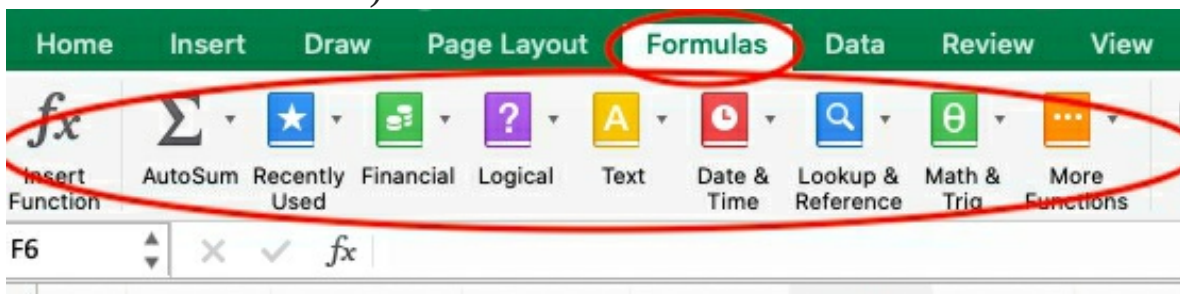 Home Insert Draw Page Layout Formulas Data Review View
fx Σ ? A θ
Insert AutoSum Recently Financial Logical Text Date & Lookup & Math & More
Function Used Time Reference Trig Functions
F6 fx